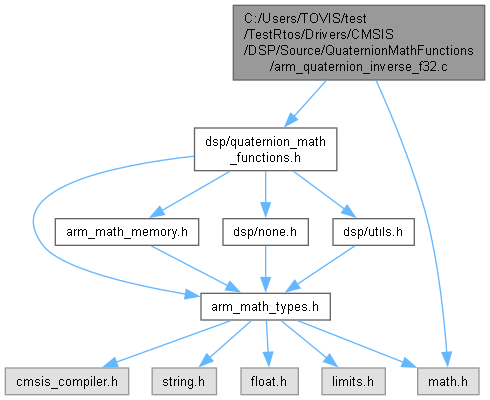 C:/Users/TOVIS/test
/TestRtos/Drivers/CMSIS
/DSP/Source/QuaternionMathFunctions
/arm_quaternion_inverse_f32.c
dsp/quaternion_math
_functions.h
arm_math_memory.h
dsp/none.h
dsp/utils.h
arm_math_types.h
cmsis_compiler.h
string.h
float.h
limits.h
math.h